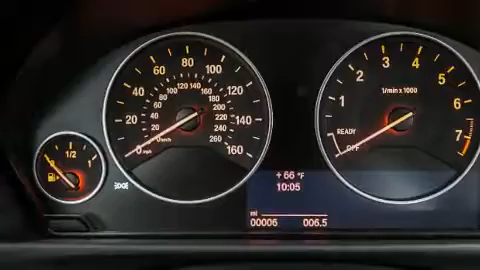 0 1/2 1
0 20 40 60 80 100 120 140 160
20 40 60 80 100 120 140 160 180 200 220 240 260
mph
km/h
1 2 3 4 5 6 7
1/min x 1000
READY
OFF
+ 66 °F
10:05
mi
00006 006.5